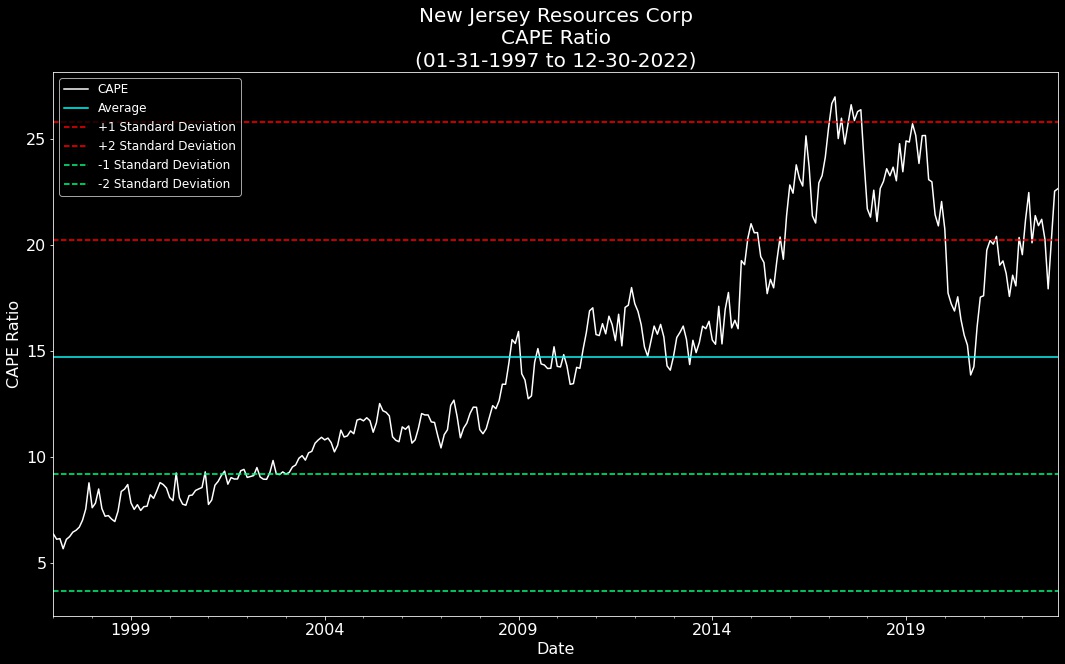 New Jersey Resources Corp
CAPE Ratio
(01-31-1997 to 12-30-2022)
CAPE
Average
+1 Standard Deviation
+2 Standard Deviation
-1 Standard Deviation
-2 Standard Deviation
CAPE Ratio
25
20
15
10
5
1999
2004
2009
2014
2019
Date